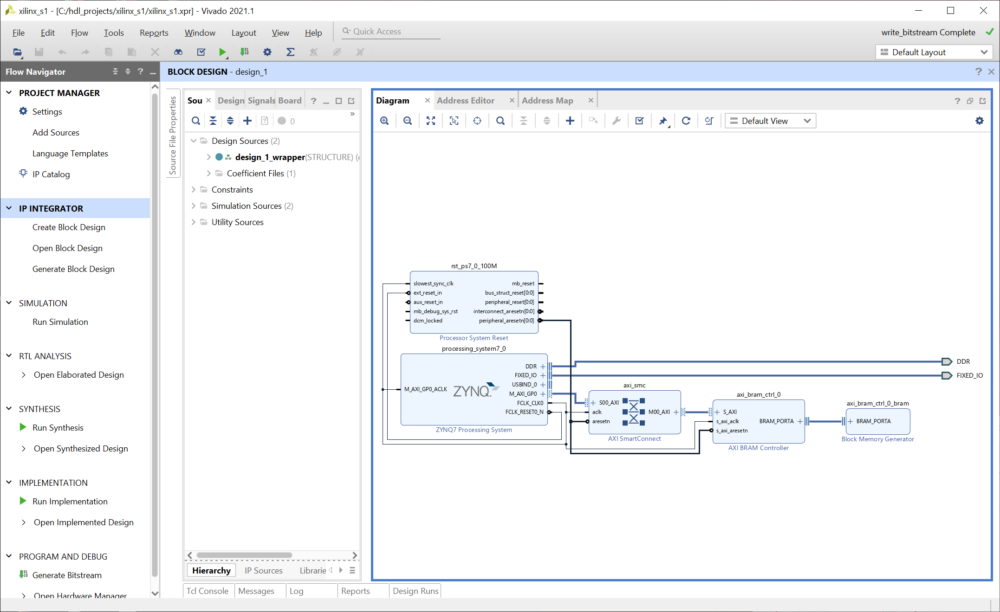 xilinx_s1 - [C:/hdl_projects/xilinx_s1/xilinx_s1.xpr] - Vivado 2021.1
File Edit Flow Tools Reports Window Layout View Help Quick Access
write_bitstream Complete
Default Layout
Flow Navigator
PROJECT MANAGER
Settings
Add Sources
Language Templates
IP Catalog
IP INTEGRATOR
Create Block Design
Open Block Design
Generate Block Design
SIMULATION
Run Simulation
RTL ANALYSIS
Open Elaborated Design
SYNTHESIS
Run Synthesis
Open Synthesized Design
IMPLEMENTATION
Run Implementation
Open Implemented Design
PROGRAM AND DEBUG
Generate Bitstream
Open Hardware Manager
BLOCK DESIGN - design_1
Source File Properties
Sou Design Signals Board
0
Design Sources (2)
design_1_wrapper(STRUCTURE) (
Coefficient Files (1)
Constraints
Simulation Sources (2)
Utility Sources
Hierarchy IP Sources Librarie
Tcl Console Messages Log Reports Design Runs
Diagram Address Editor Address Map
Default View
rst_ps7_0_100M
slowest_sync_clk mb_reset
ext_reset_in bus_struct_reset[0:0]
aux_reset_in peripheral_reset[0:0]
mb_debug_sys_rst interconnect_aresetn[0:0]
dcm_locked peripheral_aresetn[0:0]
Processor System Reset
processing_system7_0
DDR
FIXED_IO
USBIND_0
M_AXI_GP0_ACLK ZYNQ M_AXI_GP0
FCLK_CLK0
FCLK_RESET0_N
ZYNQ7 Processing System
axi_smc
S00_AXI
aclk M00_AXI
aresetn
AXI SmartConnect
axi_bram_ctrl_0
S_AXI
s_axi_aclk BRAM_PORTA
s_axi_aresetn
AXI BRAM Controller
axi_bram_ctrl_0_bram
BRAM_PORTA
Block Memory Generator
DDR
FIXED_IO